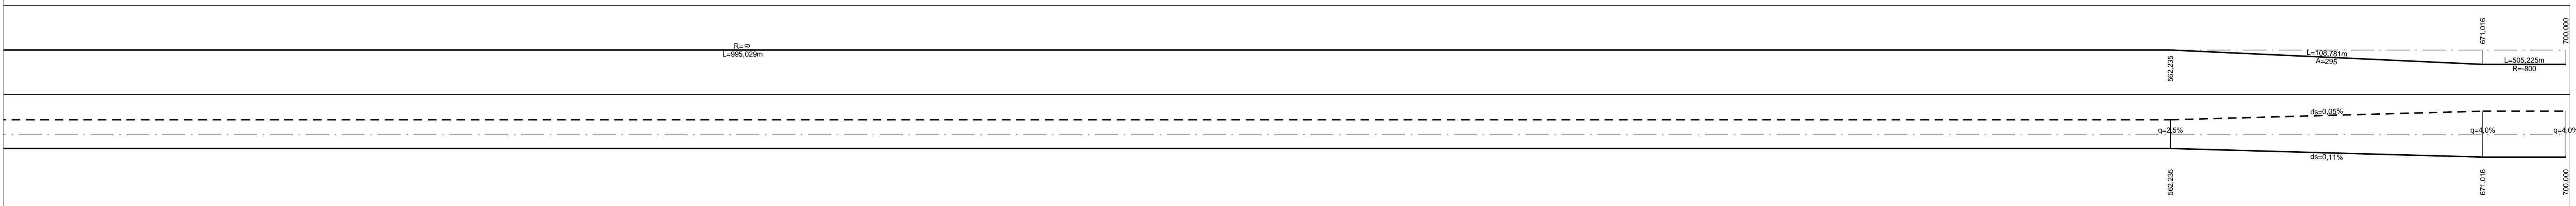 R=∞
L=995,029m
562,235
L=108,781m
A=295
671,016
L=505,225m
R=-800
700,000
ds=0,05%
q=2,5%
q=4,0%
q=4,0%
ds=0,11%
562,235
671,016
700,000